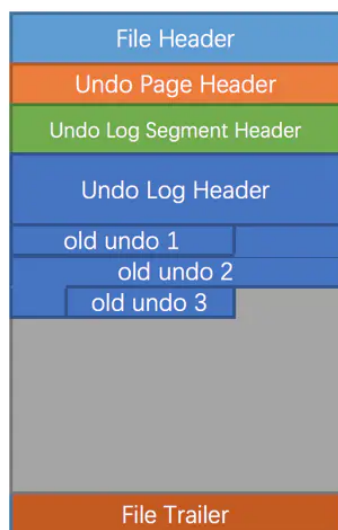 File Header
Undo Page Header
Undo Log Segment Header
Undo Log Header
old undo 1
old undo 2
old undo 3
File Trailer